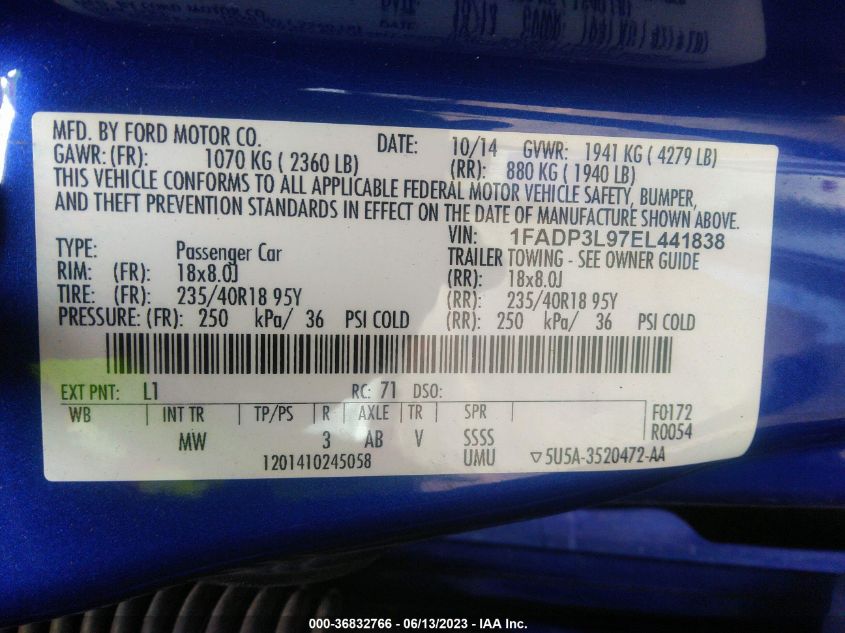 MFD. BY FORD MOTOR CO. DATE: 10/14 GVWR: 1941 KG ( 4279 LB)
GAWR: (FR): 1070 KG ( 2360 LB) (RR): 880 KG ( 1940 LB)
THIS VEHICLE CONFORMS TO ALL APPLICABLE FEDERAL MOTOR VEHICLE SAFETY, BUMPER,
AND THEFT PREVENTION STANDARDS IN EFFECT ON THE DATE OF MANUFACTURE SHOWN ABOVE.
VIN: 1FADP3L97EL441838
TYPE: Passenger Car TRAILER TOWING - SEE OWNER GUIDE
RIM: (FR): 18x8.0J (RR): 18x8.0J
TIRE: (FR): 235/40R18 95Y (RR): 235/40R18 95Y
PRESSURE: (FR): 250 kPa/ 36 PSI COLD (RR): 250 kPa/ 36 PSI COLD
EXT PNT: L1 RC: 71 DSO:
WB INT TR TP/PS R AXLE TR SPR F0172
MW 3 AB V SSSS R0054
1201410245058 UMU ▽5U5A-3520472-AA
000-36832766 - 06/13/2023 - IAA Inc.